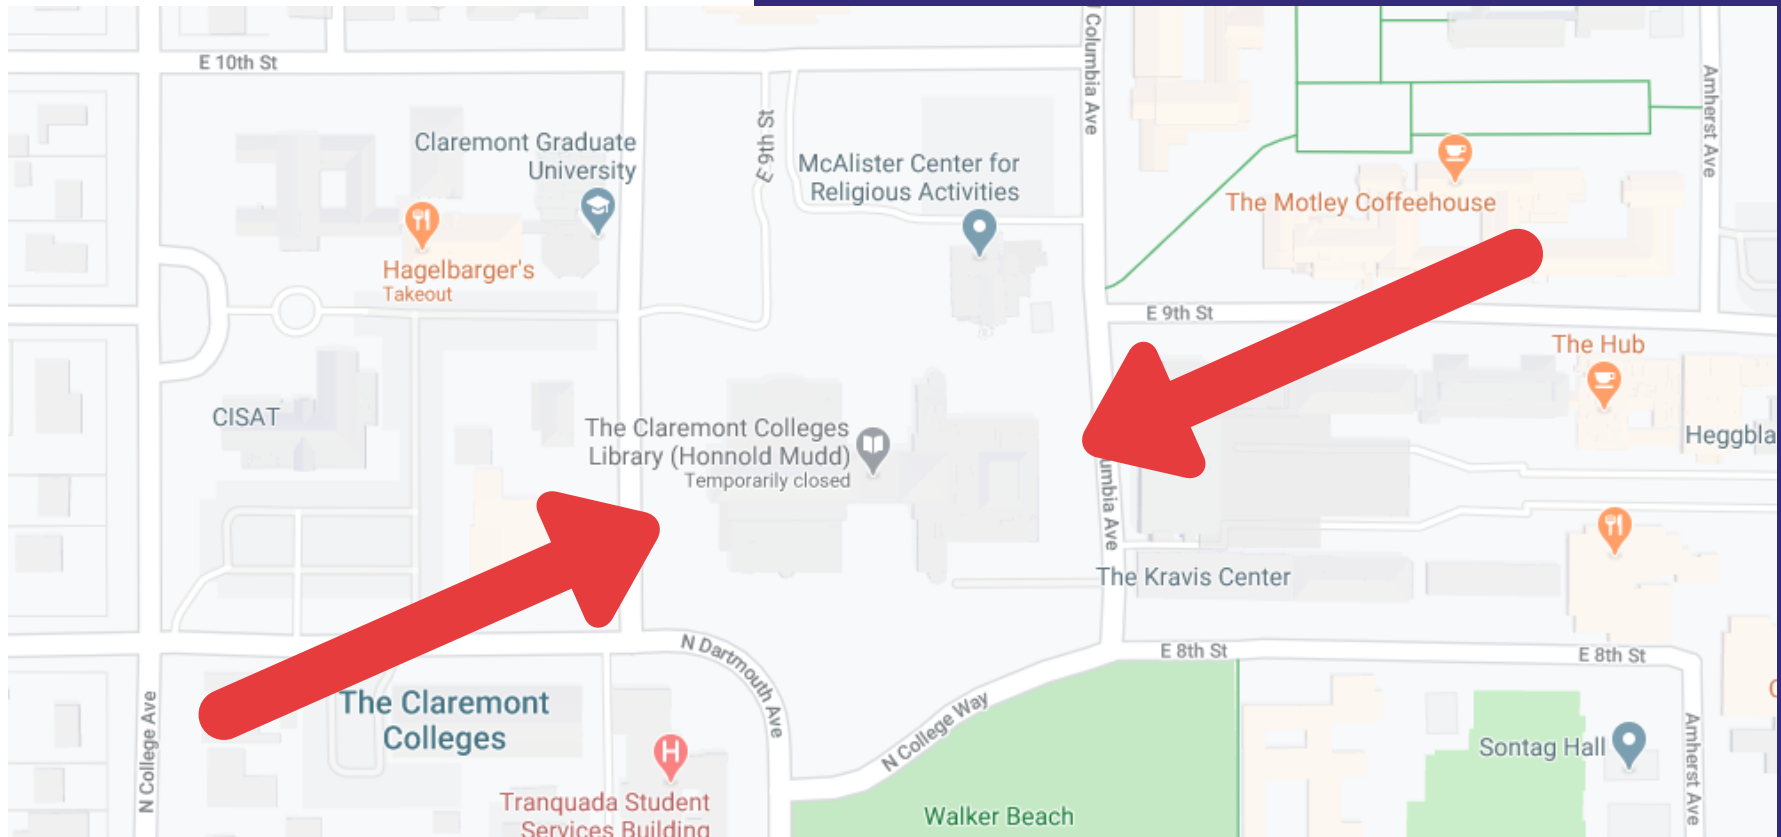 E 10th St
N Columbia Ave
Amherst Ave
Claremont Graduate
University
E 9th St
McAlister Center for
Religious Activities
The Motley Coffeehouse
Hagelbarger's
Takeout
E 9th St
The Hub
CISAT
The Claremont Colleges
Library (Honnold Mudd)
Temporarily closed
Heggbla
umbia Ave
The Kravis Center
N Dartmouth Ave
E 8th St
E 8th St
The Claremont
Colleges
N College Ave
N College Way
Sontag Hall
Amherst Ave
Tranquada Student
Services Building
Walker Beach
H